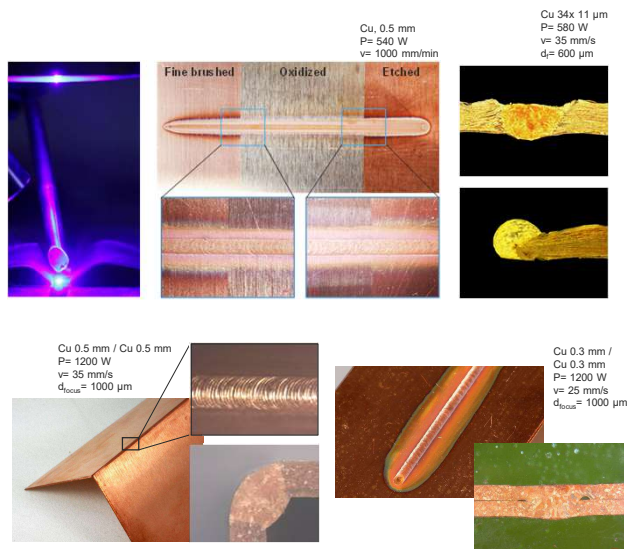 Cu, 0.5 mm
P= 540 W
v= 1000 mm/min
Cu 34x 11 µm
P= 580 W
v= 35 mm/s
df= 600 µm
Fine brushed
Oxidized
Etched
Cu 0.5 mm / Cu 0.5 mm
P= 1200 W
v= 35 mm/s
dfocus= 1000 µm
Cu 0.3 mm /
Cu 0.3 mm
P= 1200 W
v= 25 mm/s
dfocus= 1000 µm